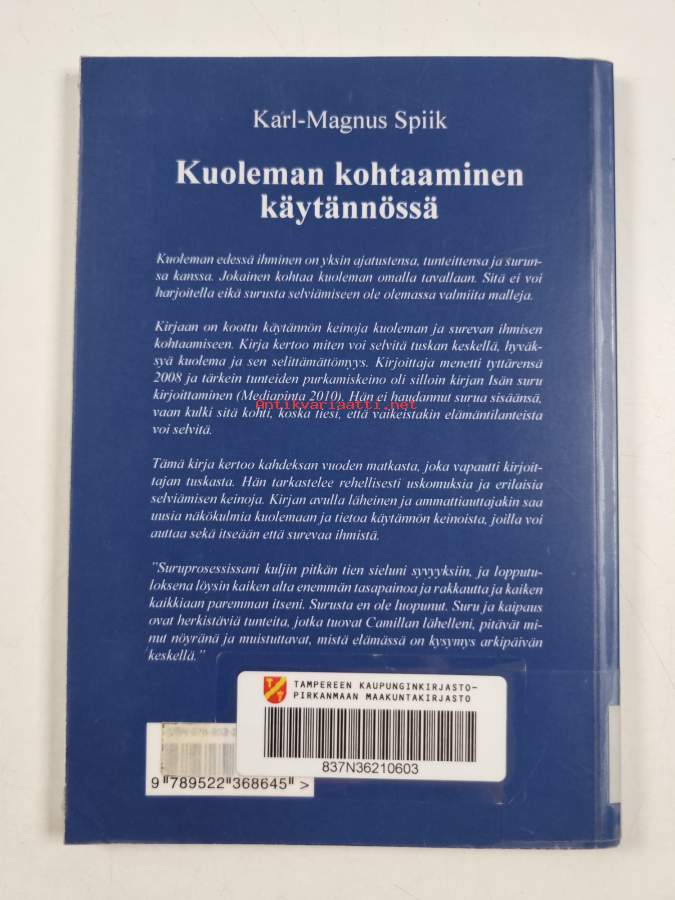 Karl-Magnus Spiik
Kuoleman kohtaaminen
käytännössä
Kuoleman edessä ihminen on yksin ajatustensa, tunteittensa ja surun-
sa kanssa. Jokainen kohtaa kuoleman omalla tavallaan. Sitä ei voi
harjoitella eikä surusta selviämiseen ole olemassa valmiita malleja.
Kirjaan on koottu käytännön keinoja kuoleman ja surevan ihmisen
kohtaamiseen. Kirja kertoo miten voi selvitä tuskan keskellä, hyväk-
syä kuolema ja sen selittämättömyys. Kirjoittaja menetti tyttärensä
2008 ja tärkein tunteiden purkamiskeino oli silloin kirjan Isän suru
kirjoittaminen (Mediapinta 2010). Hän ei haudannut surua sisäänsä,
Antikvariaatti.net
vaan kulki sitä kohti, koska tiesi, että vaikeistakin elämäntilanteista
voi selvitä.
Tämä kirja kertoo kahdeksan vuoden matkasta, joka vapautti kirjoit-
tajan tuskasta. Hän tarkastelee rehellisesti uskomuksia ja erilaisia
selviämisen keinoja. Kirjan avulla läheinen ja ammattiauttajakin saa
uusia näkökulmia kuolemaan ja tietoa käytännön keinoista, joilla voi
auttaa sekä itseään että surevaa ihmistä.
”Suruprosessissani kuljin pitkän tien sieluni syvyyksiin, ja lopputu-
loksena löysin kaiken alta enemmän tasapainoa ja rakkautta ja kaiken
kaikkiaan paremman itseni. Surusta en ole luopunut. Suru ja kaipaus
ovat herkistäviä tunteita, jotka tuovat Camillan lähelleni, pitävät mi-
nut nöyränä ja muistuttavat, mistä elämässä on kysymys arkipäivän
keskellä.”
TAMPEREEN KAUPUNGINKIRJASTO-
PIRKANMAAN MAAKUNTAKIRJASTO
837N36210603
9 789522 368645 >